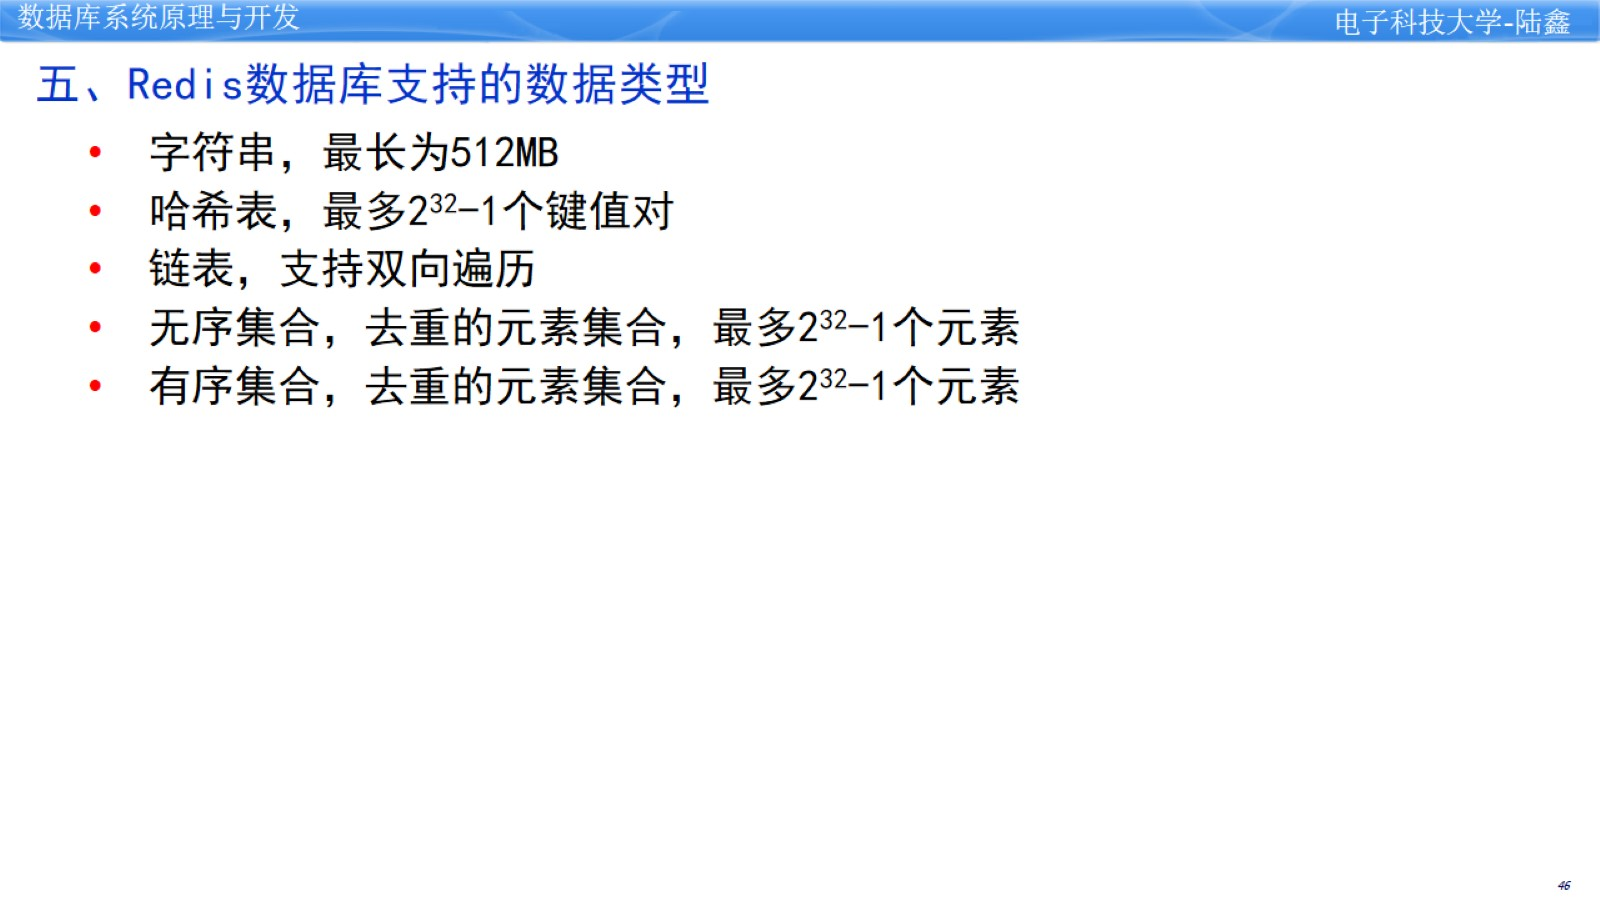 数据库系统原理与开发
电子科技大学-陆鑫
五、Redis数据库支持的数据类型
• 字符串，最长为512MB
• 哈希表，最多2³²-1个键值对
• 链表，支持双向遍历
• 无序集合，去重的元素集合，最多2³²-1个元素
• 有序集合，去重的元素集合，最多2³²-1个元素
46